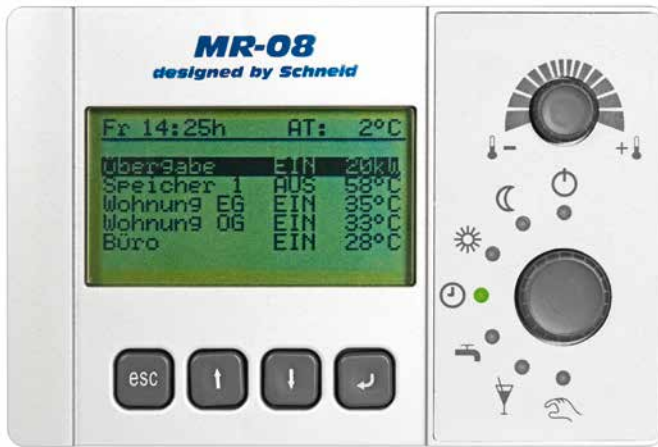 MR-08
designed by Schneid
Fr 14:25h AT: 2°C
Übergabe EIN 20kW
Speicher 1 AUS 58°C
Wohnung EG EIN 35°C
Wohnung OG EIN 33°C
Büro EIN 28°C
- +
esc